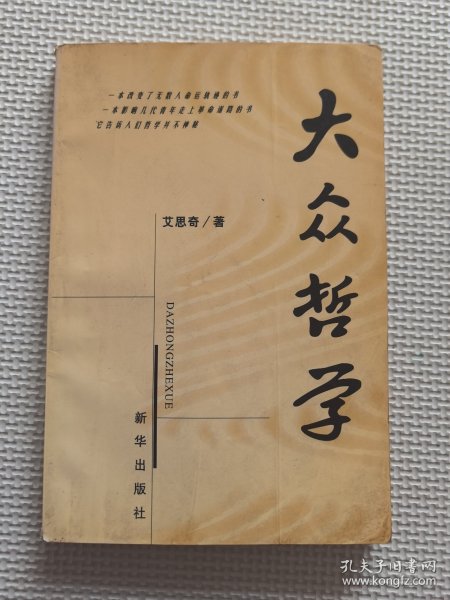 一本改变了无数人命运轨迹的书
一本影响几代青年走上革命道路的书
它告诉人们哲学并不神秘
大众哲学
艾思奇/著
DAZHONGZHEXUE
新华出版社
孔夫子旧书网
www.kongfz.com